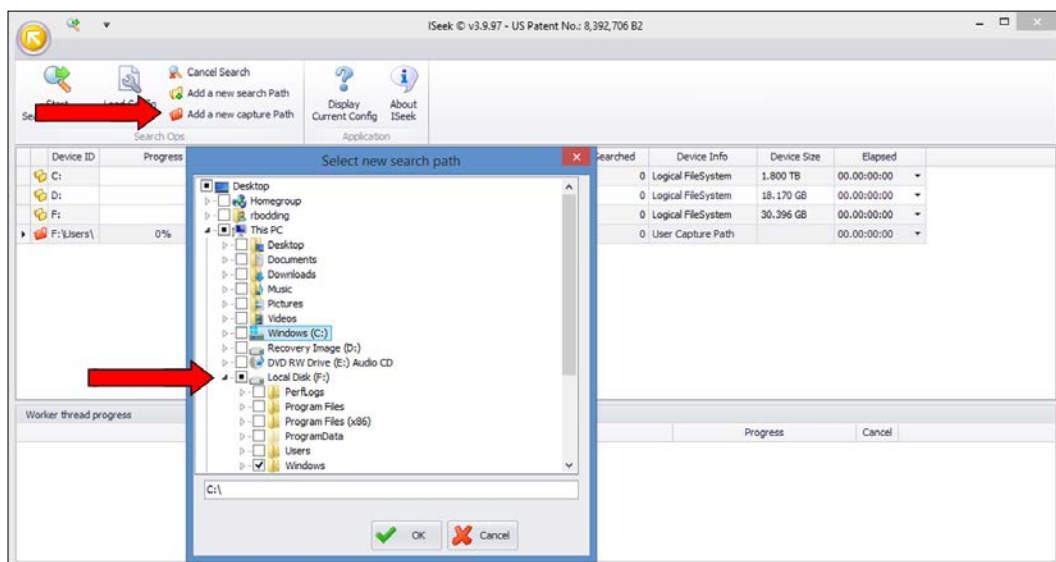 ISeek © v3.9.97 - US Patent No.: 8,392,706 B2
Cancel Search
Add a new search Path
Add a new capture Path
Display Current Config
About ISeek
Search Ops
Application
Device ID Progress Searched Device Info Device Size Elapsed
C: 0 Logical FileSystem 1.800 TB 00.00:00:00
D: 0 Logical FileSystem 18.170 GB 00.00:00:00
F: 0 Logical FileSystem 30.396 GB 00.00:00:00
F:\Users\ 0% 0 User Capture Path 00.00:00:00
Select new search path
Desktop
Homegroup
rbodding
This PC
Desktop
Documents
Downloads
Music
Pictures
Videos
Windows (C:)
Recovery Image (D:)
DVD RW Drive (E:) Audio CD
Local Disk (F:)
PerfLogs
Program Files
Program Files (x86)
ProgramData
Users
Windows
C:\
OK Cancel
Worker thread progress
Progress Cancel